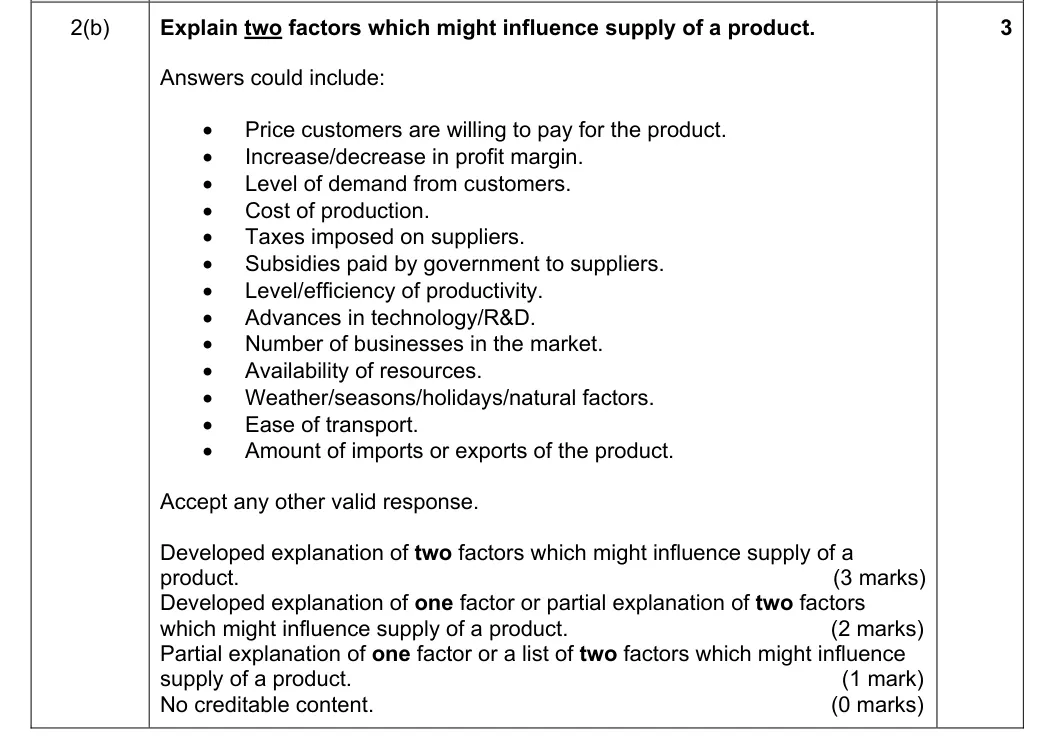 2(b) Explain two factors which might influence supply of a product. 3
Answers could include:
• Price customers are willing to pay for the product.
• Increase/decrease in profit margin.
• Level of demand from customers.
• Cost of production.
• Taxes imposed on suppliers.
• Subsidies paid by government to suppliers.
• Level/efficiency of productivity.
• Advances in technology/R&D.
• Number of businesses in the market.
• Availability of resources.
• Weather/seasons/holidays/natural factors.
• Ease of transport.
• Amount of imports or exports of the product.
Accept any other valid response.
Developed explanation of two factors which might influence supply of a
product. (3 marks)
Developed explanation of one factor or partial explanation of two factors
which might influence supply of a product. (2 marks)
Partial explanation of one factor or a list of two factors which might influence
supply of a product. (1 mark)
No creditable content. (0 marks)